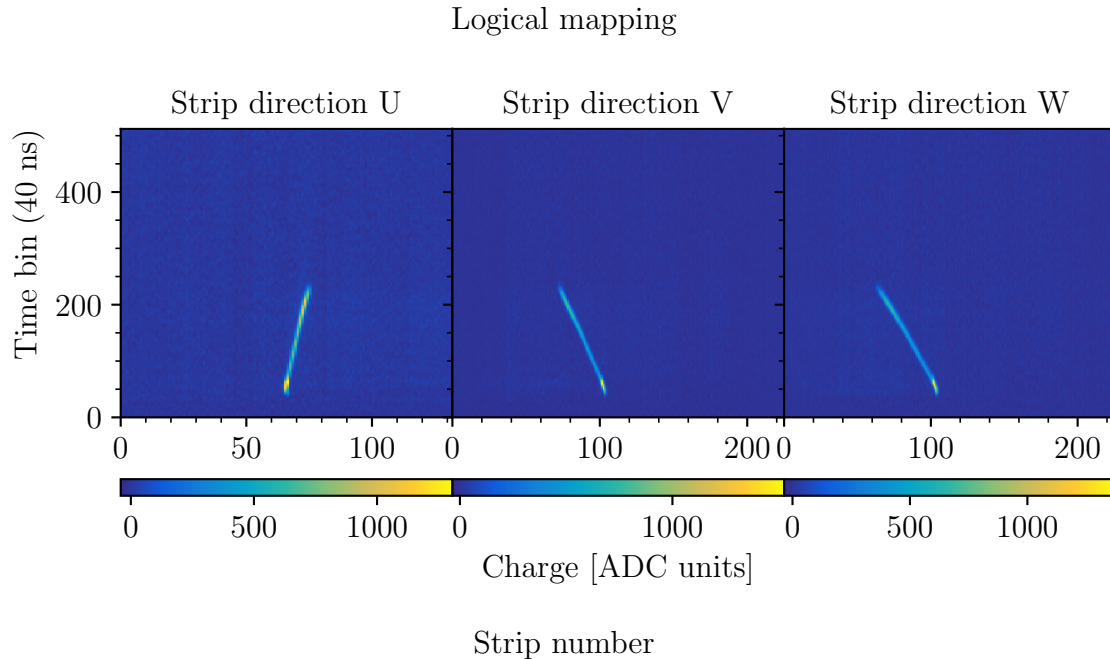 Logical mapping
Strip direction U
Strip direction V
Strip direction W
Time bin (40 ns)
400
200
0
0 50 100
0 100 200
0 100 200
0 500 1000
0 1000
0 500 1000
Charge [ADC units]
Strip number